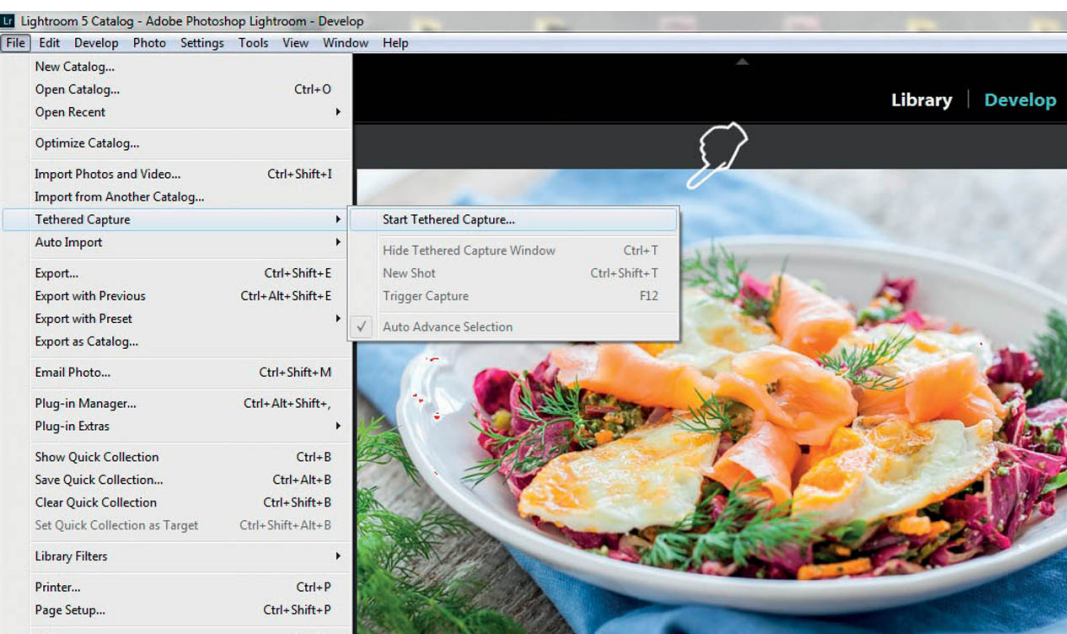 Lr Lightroom 5 Catalog - Adobe Photoshop Lightroom - Develop
File Edit Develop Photo Settings Tools View Window Help
New Catalog...
Open Catalog... Ctrl+O
Open Recent
Optimize Catalog...
Import Photos and Video... Ctrl+Shift+I
Import from Another Catalog...
Tethered Capture
Auto Import
Export... Ctrl+Shift+E
Export with Previous Ctrl+Alt+Shift+E
Export with Preset
Export as Catalog...
Email Photo... Ctrl+Shift+M
Plug-in Manager... Ctrl+Alt+Shift+,
Plug-in Extras
Show Quick Collection Ctrl+B
Save Quick Collection... Ctrl+Alt+B
Clear Quick Collection Ctrl+Shift+B
Set Quick Collection as Target Ctrl+Shift+Alt+B
Library Filters
Printer... Ctrl+P
Page Setup... Ctrl+Shift+P
Start Tethered Capture...
Hide Tethered Capture Window Ctrl+T
New Shot Ctrl+Shift+T
Trigger Capture F12
✓ Auto Advance Selection
Library | Develop